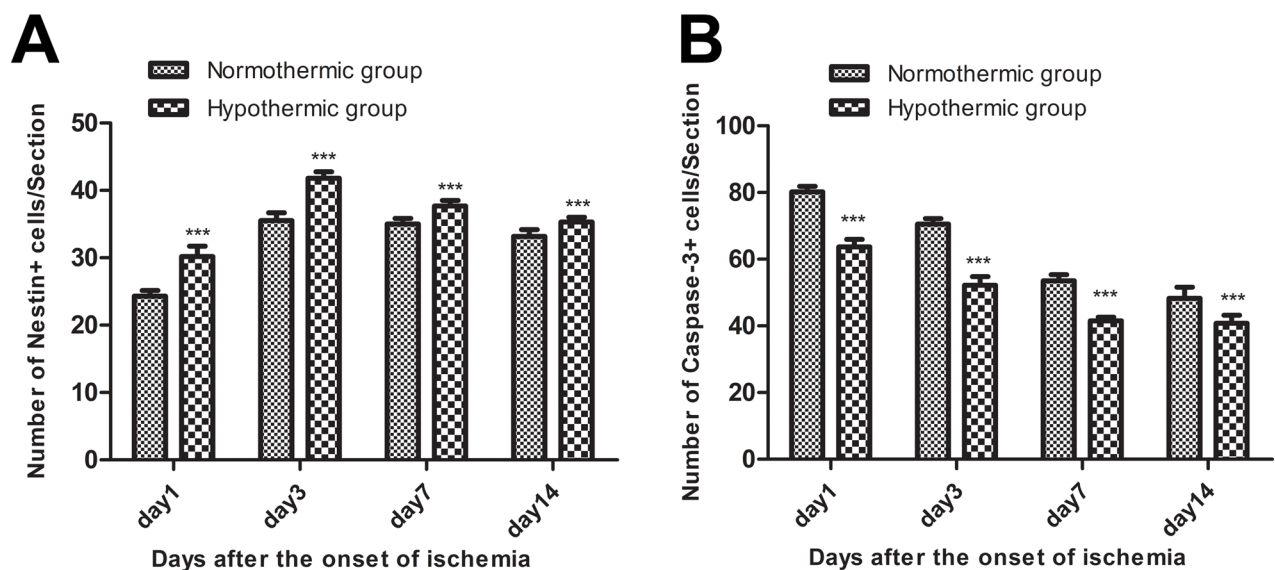 A
Normothermic group
Hypothermic group
Number of Nestin+ cells/Section
50
40
30
20
10
0
***
***
***
***
day1
day3
day7
day14
Days after the onset of ischemia
B
Normothermic group
Hypothermic group
Number of Caspase-3+ cells/Section
100
80
60
40
20
0
***
***
***
***
day1
day3
day7
day14
Days after the onset of ischemia